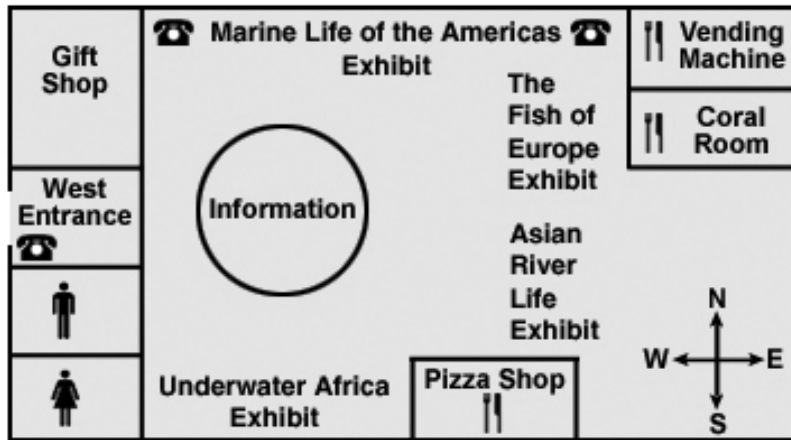 Gift
Shop
Marine Life of the Americas
Exhibit
Vending
Machine
The
Fish of
Europe
Exhibit
Coral
Room
West
Entrance
Information
Asian
River
Life
Exhibit
N
W
E
S
Underwater Africa
Exhibit
Pizza Shop